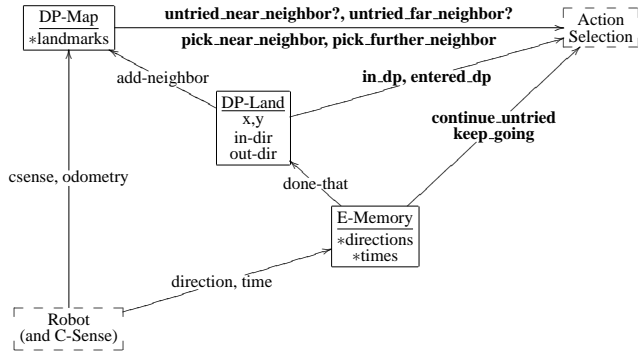 DP-Map
*landmarks
untried_near_neighbor?, untried_far_neighbor?
pick_near_neighbor, pick_further_neighbor
Action
Selection
add-neighbor
in_dp, entered_dp
DP-Land
x,y
in-dir
out-dir
continue_untried
keep_going
csense, odometry
done-that
E-Memory
*directions
*times
direction, time
Robot
(and C-Sense)